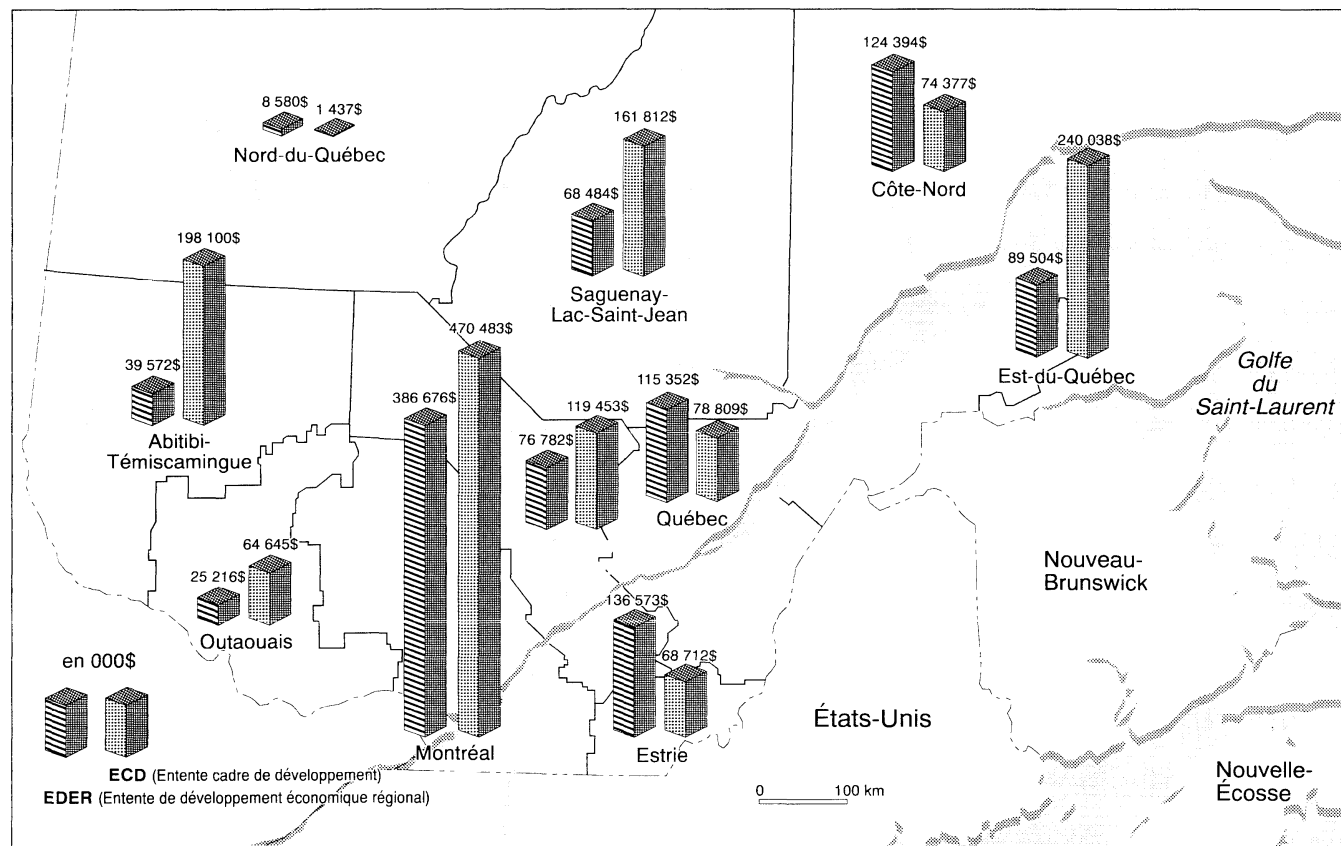 124 394$
74 377$
Côte-Nord
8 580$
1 437$
Nord-du-Québec
161 812$
68 484$
Saguenay-
Lac-Saint-Jean
240 038$
89 504$
Est-du-Québec
198 100$
39 572$
Abitibi-
Témiscamingue
470 483$
386 676$
Montréal
119 453$
76 782$
115 352$
78 809$
Québec
Golfe
du
Saint-Laurent
64 645$
25 216$
Outaouais
136 573$
68 712$
Estrie
Nouveau-
Brunswick
États-Unis
Nouvelle-
Écosse
en 000$
ECD (Entente cadre de développement)
EDER (Entente de développement économique régional)
0 100 km